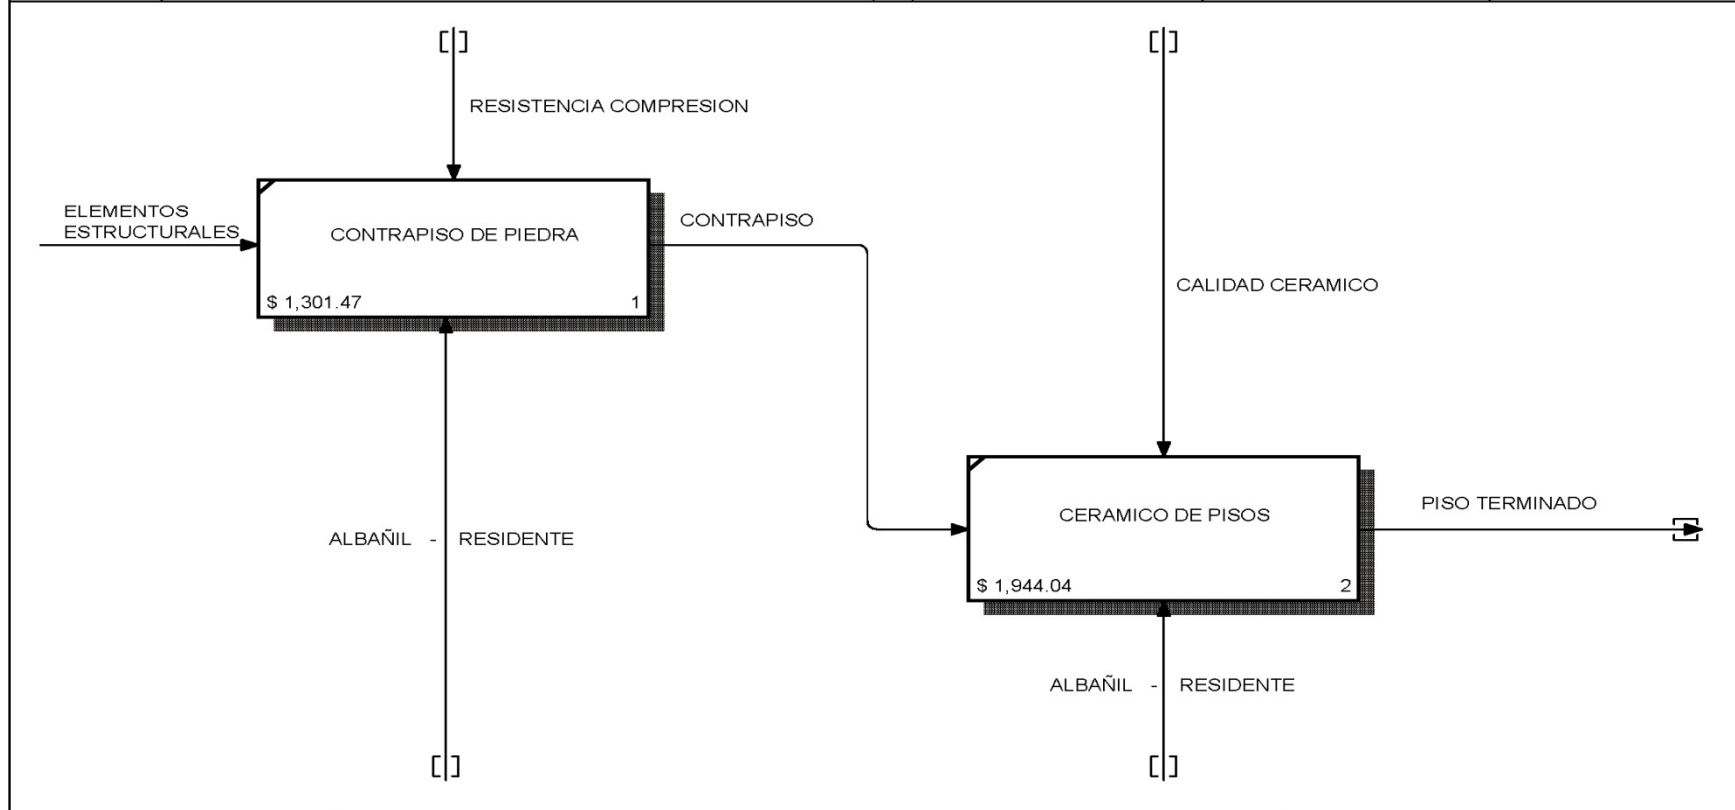 RESISTENCIA COMPRESION
ELEMENTOS
ESTRUCTURALES
CONTRAPISO DE PIEDRA
$ 1,301.47 1
CONTRAPISO
CALIDAD CERAMICO
CERAMICO DE PISOS
$ 1,944.04 2
PISO TERMINADO
ALBAÑIL - RESIDENTE
ALBAÑIL - RESIDENTE